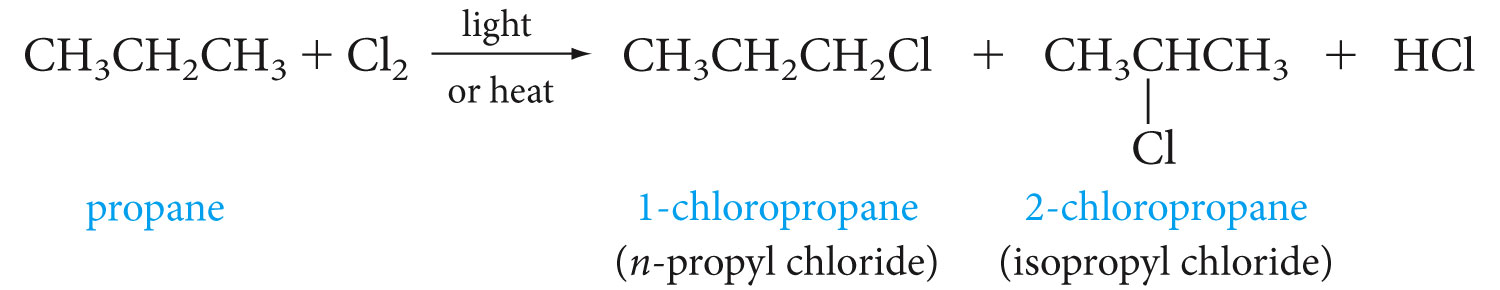 light
CH₃CH₂CH₃ + Cl₂ → CH₃CH₂CH₂Cl + CH₃CHCH₃ + HCl
or heat
Cl
propane 1-chloropropane 2-chloropropane
(n-propyl chloride) (isopropyl chloride)